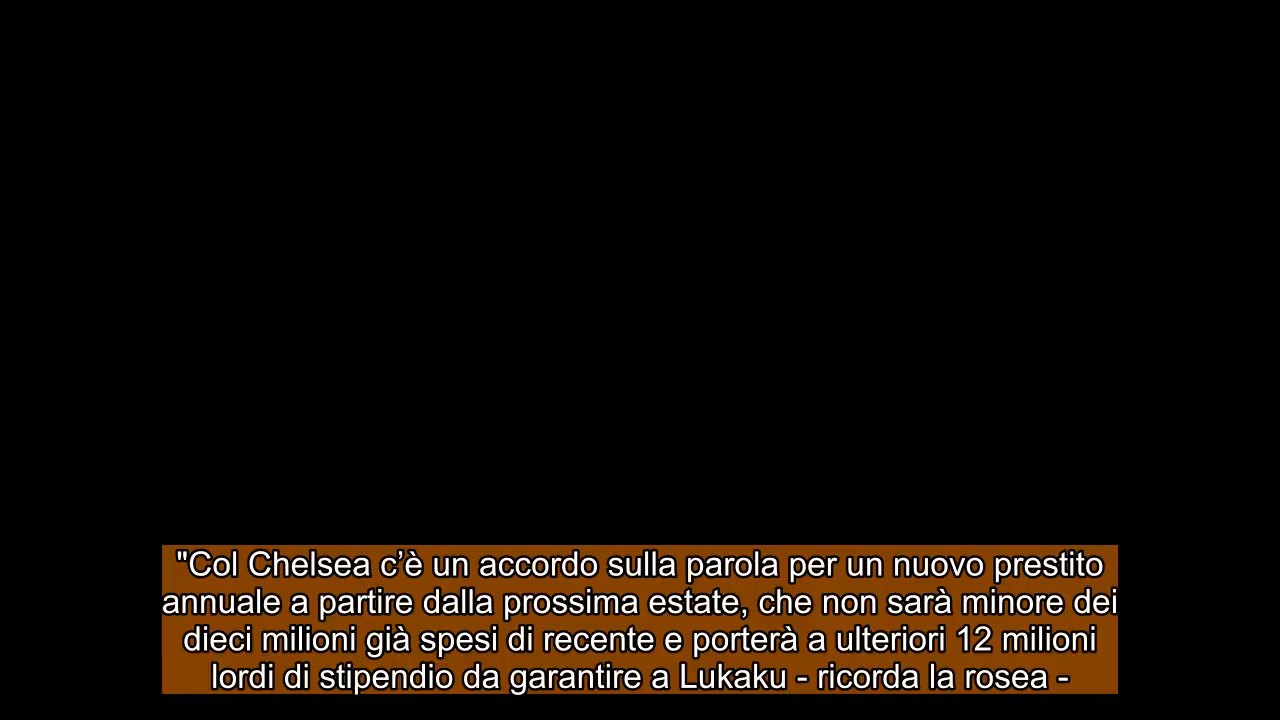 "Col Chelsea c’è un accordo sulla parola per un nuovo prestito
annuale a partire dalla prossima estate, che non sarà minore dei
dieci milioni già spesi di recente e porterà a ulteriori 12 milioni
lordi di stipendio da garantire a Lukaku - ricorda la rosea -